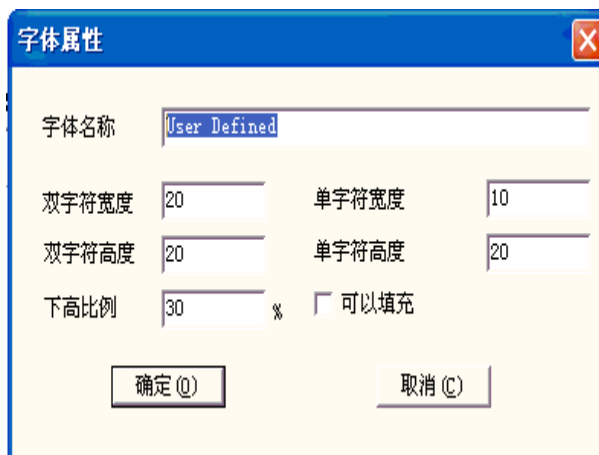 字体属性
字体名称 User Defined
双字符宽度 20 单字符宽度 10
双字符高度 20 单字符高度 20
下高比例 30 % 可以填充
确定(O) 取消(C)